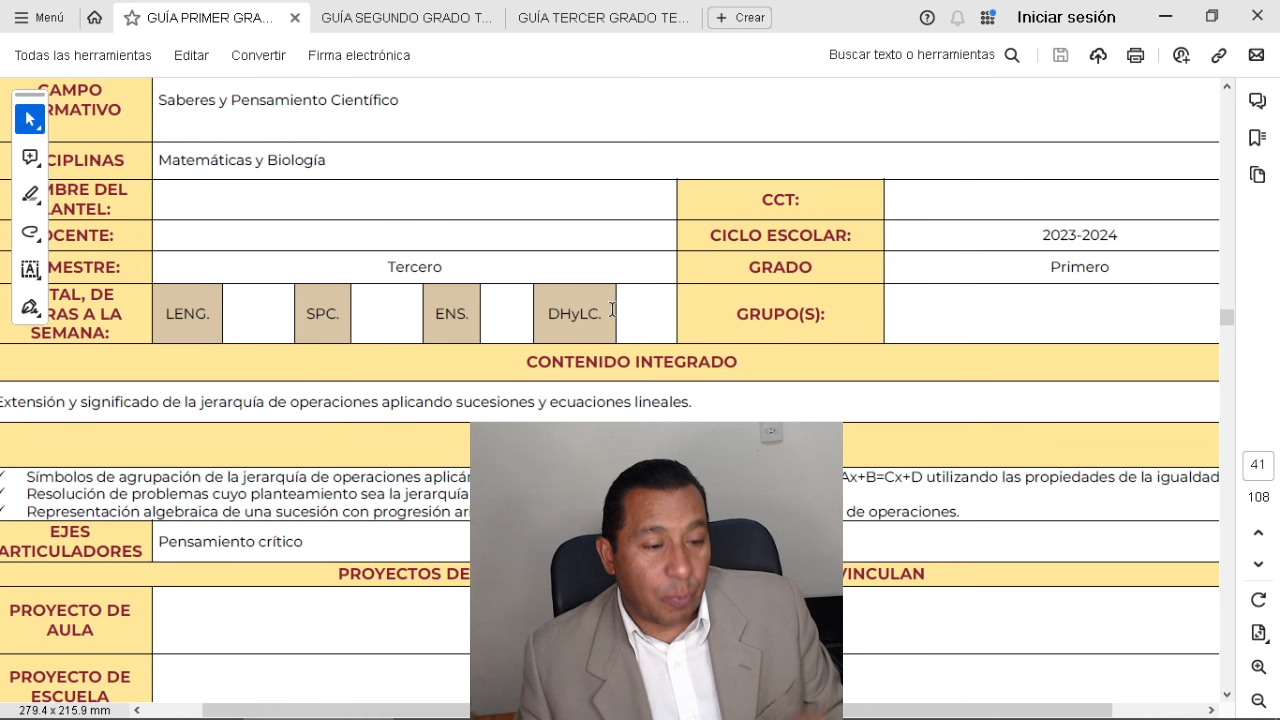 Menú
GUÍA PRIMER GRA...
GUÍA SEGUNDO GRADO T...
GUÍA TERCER GRADO TE...
Crear
Iniciar sesión
Todas las herramientas
Editar
Convertir
Firma electrónica
Buscar texto o herramientas
CAMPO
RMATIVO
Saberes y Pensamiento Científico
CIPLINAS
Matemáticas y Biología
MBRE DEL
LANTEL:
CCT:
OCENTE:
CICLO ESCOLAR:
2023-2024
MESTRE:
Tercero
GRADO
Primero
TAL, DE
RAS A LA
SEMANA:
LENG.
SPC.
ENS.
DHyLC.
GRUPO(S):
CONTENIDO INTEGRADO
Extensión y significado de la jerarquía de operaciones aplicando sucesiones y ecuaciones lineales.
Símbolos de agrupación de la jerarquía de operaciones aplicán
Ax+B=Cx+D utilizando las propiedades de la igualdad
Resolución de problemas cuyo planteamiento sea la jerarquía
Representación algebraica de una sucesión con progresión ari
de operaciones.
EJES
ARTICULADORES
Pensamiento crítico
PROYECTOS DE
VINCULAN
PROYECTO DE
AULA
PROYECTO DE
ESCUELA
41
108
279.4 x 215.9 mm